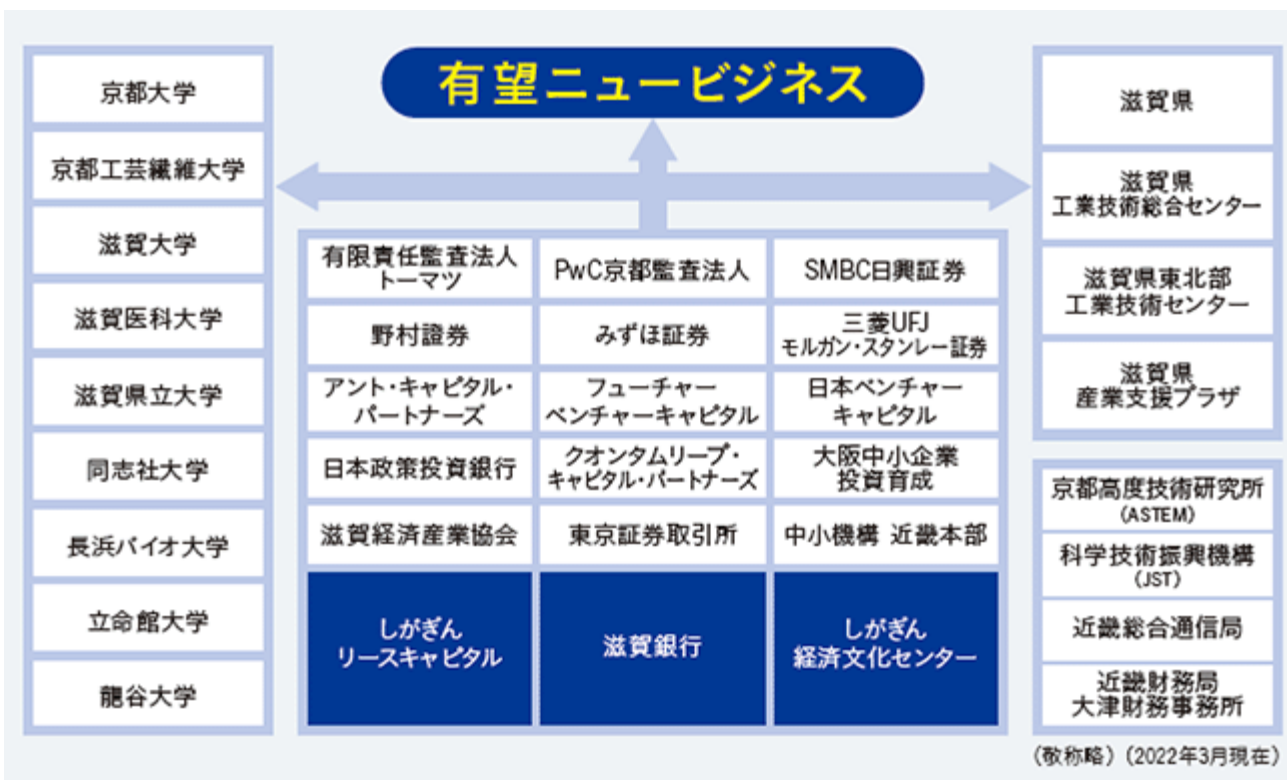 有望ニュービジネス
京都大学
京都工芸繊維大学
滋賀大学
滋賀医科大学
滋賀県立大学
同志社大学
長浜バイオ大学
立命館大学
龍谷大学
有限責任監査法人
トーマツ
PwC京都監査法人
SMBC日興証券
野村證券
みずほ証券
三菱UFJ
モルガン・スタンレー証券
アント・キャピタル・
パートナーズ
フューチャー
ベンチャーキャピタル
日本ベンチャー
キャピタル
日本政策投資銀行
クオンタムリープ・
キャピタル・パートナーズ
大阪中小企業
投資育成
滋賀経済産業協会
東京証券取引所
中小機構 近畿本部
しがぎん
リースキャピタル
滋賀銀行
しがぎん
経済文化センター
滋賀県
滋賀県
工業技術総合センター
滋賀県東北部
工業技術センター
滋賀県
産業支援プラザ
京都高度技術研究所
(ASTEM)
科学技術振興機構
(JST)
近畿総合通信局
近畿財務局
大津財務事務所
(敬称略) (2022年3月現在)